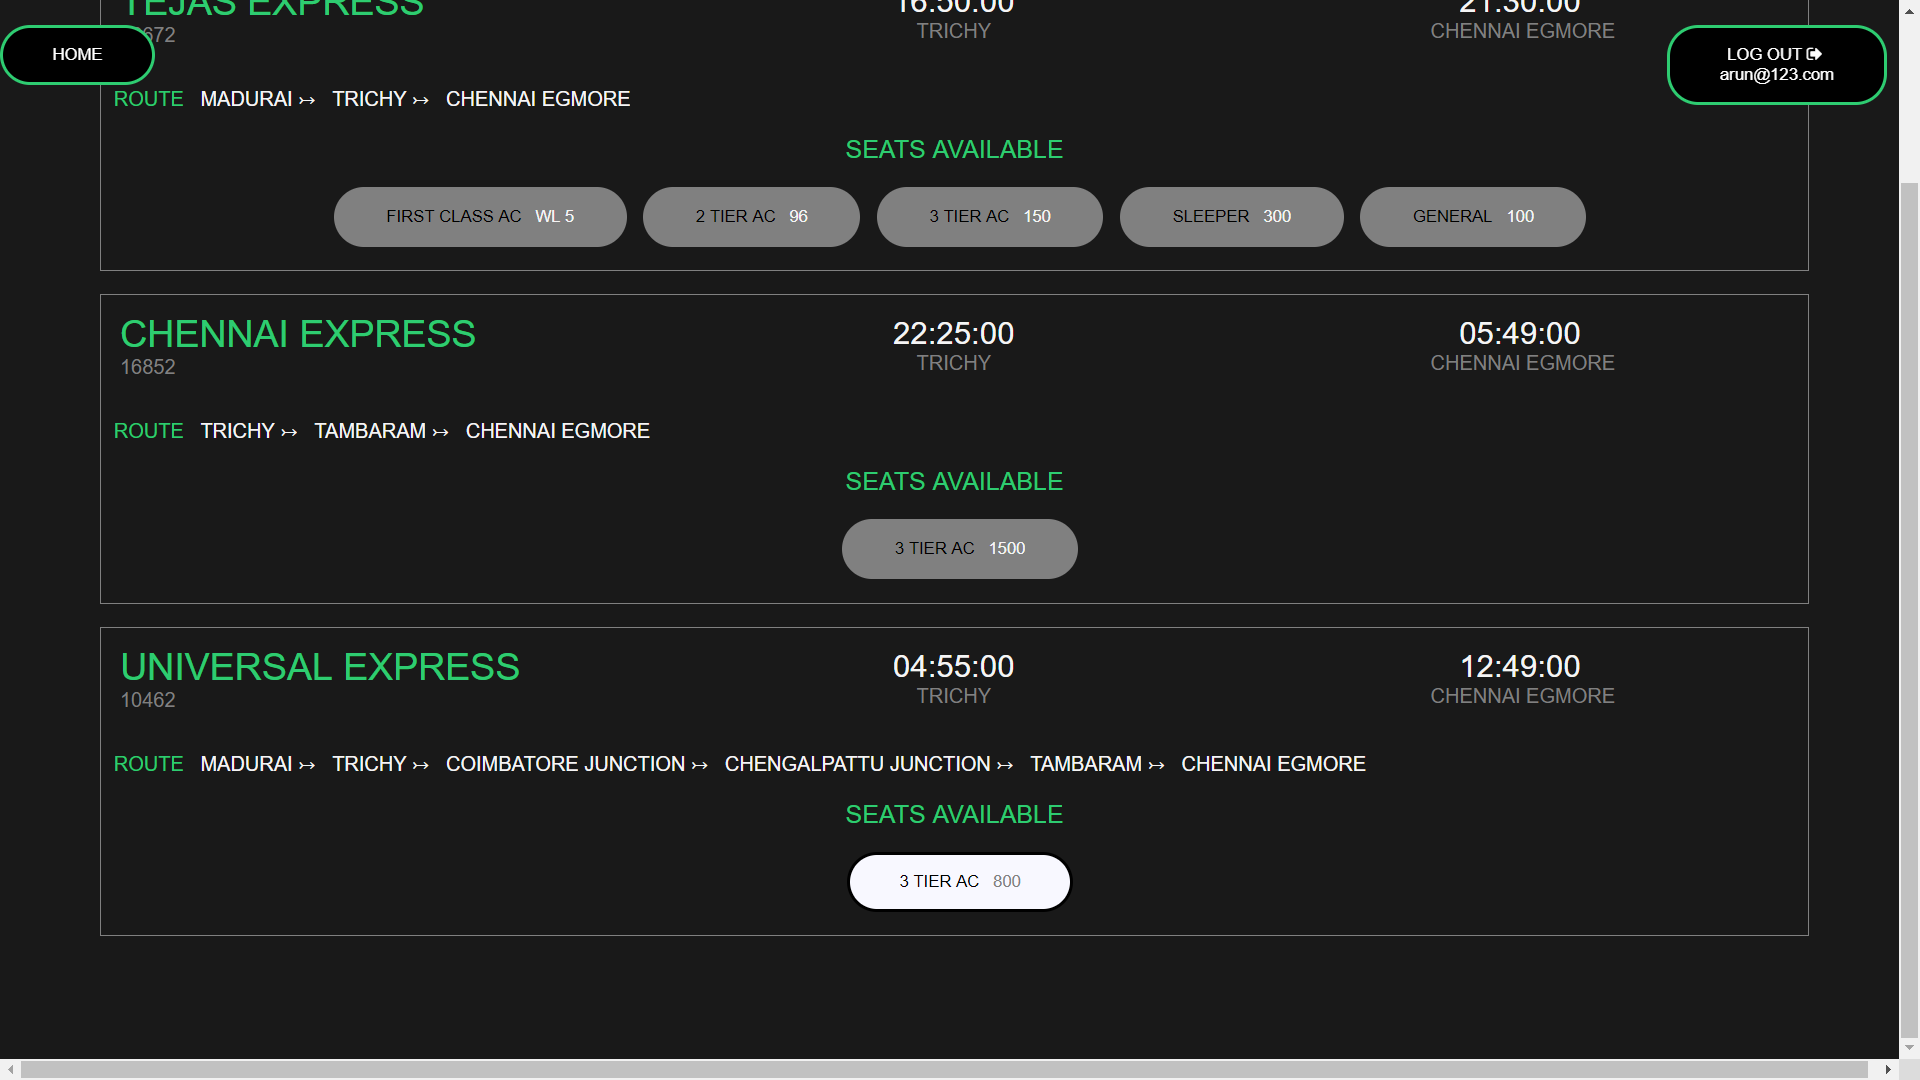 TEJAS EXPRESS 16:50:00 21:30:00
672 TRICHY CHENNAI EGMORE
HOME
LOG OUT
arun@123.com
ROUTE MADURAI ↣ TRICHY ↣ CHENNAI EGMORE
SEATS AVAILABLE
FIRST CLASS AC WL 5 2 TIER AC 96 3 TIER AC 150 SLEEPER 300 GENERAL 100
CHENNAI EXPRESS 22:25:00 05:49:00
16852 TRICHY CHENNAI EGMORE
ROUTE TRICHY ↣ TAMBARAM ↣ CHENNAI EGMORE
SEATS AVAILABLE
3 TIER AC 1500
UNIVERSAL EXPRESS 04:55:00 12:49:00
10462 TRICHY CHENNAI EGMORE
ROUTE MADURAI ↣ TRICHY ↣ COIMBATORE JUNCTION ↣ CHENGALPATTU JUNCTION ↣ TAMBARAM ↣ CHENNAI EGMORE
SEATS AVAILABLE
3 TIER AC 800